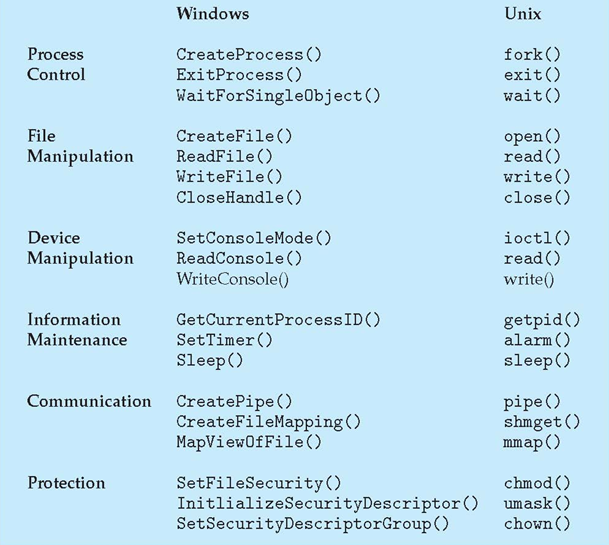 Windows Unix
Process CreateProcess() fork()
Control ExitProcess() exit()
WaitForSingleObject() wait()
File CreateFile() open()
Manipulation ReadFile() read()
WriteFile() write()
CloseHandle() close()
Device SetConsoleMode() ioctl()
Manipulation ReadConsole() read()
WriteConsole() write()
Information GetCurrentProcessID() getpid()
Maintenance SetTimer() alarm()
Sleep() sleep()
Communication CreatePipe() pipe()
CreateFileMapping() shmget()
MapViewOfFile() mmap()
Protection SetFileSecurity() chmod()
InitlializeSecurityDescriptor() umask()
SetSecurityDescriptorGroup() chown()